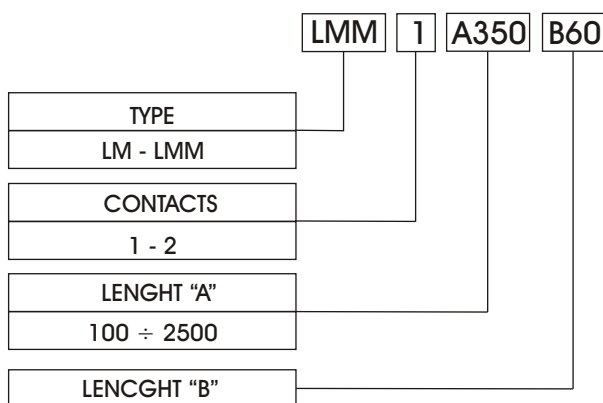 LMM 1 A350 B60
TYPE
LM - LMM
CONTACTS
1 - 2
LENGHT “A”
100 ÷ 2500
LENCGHT “B”